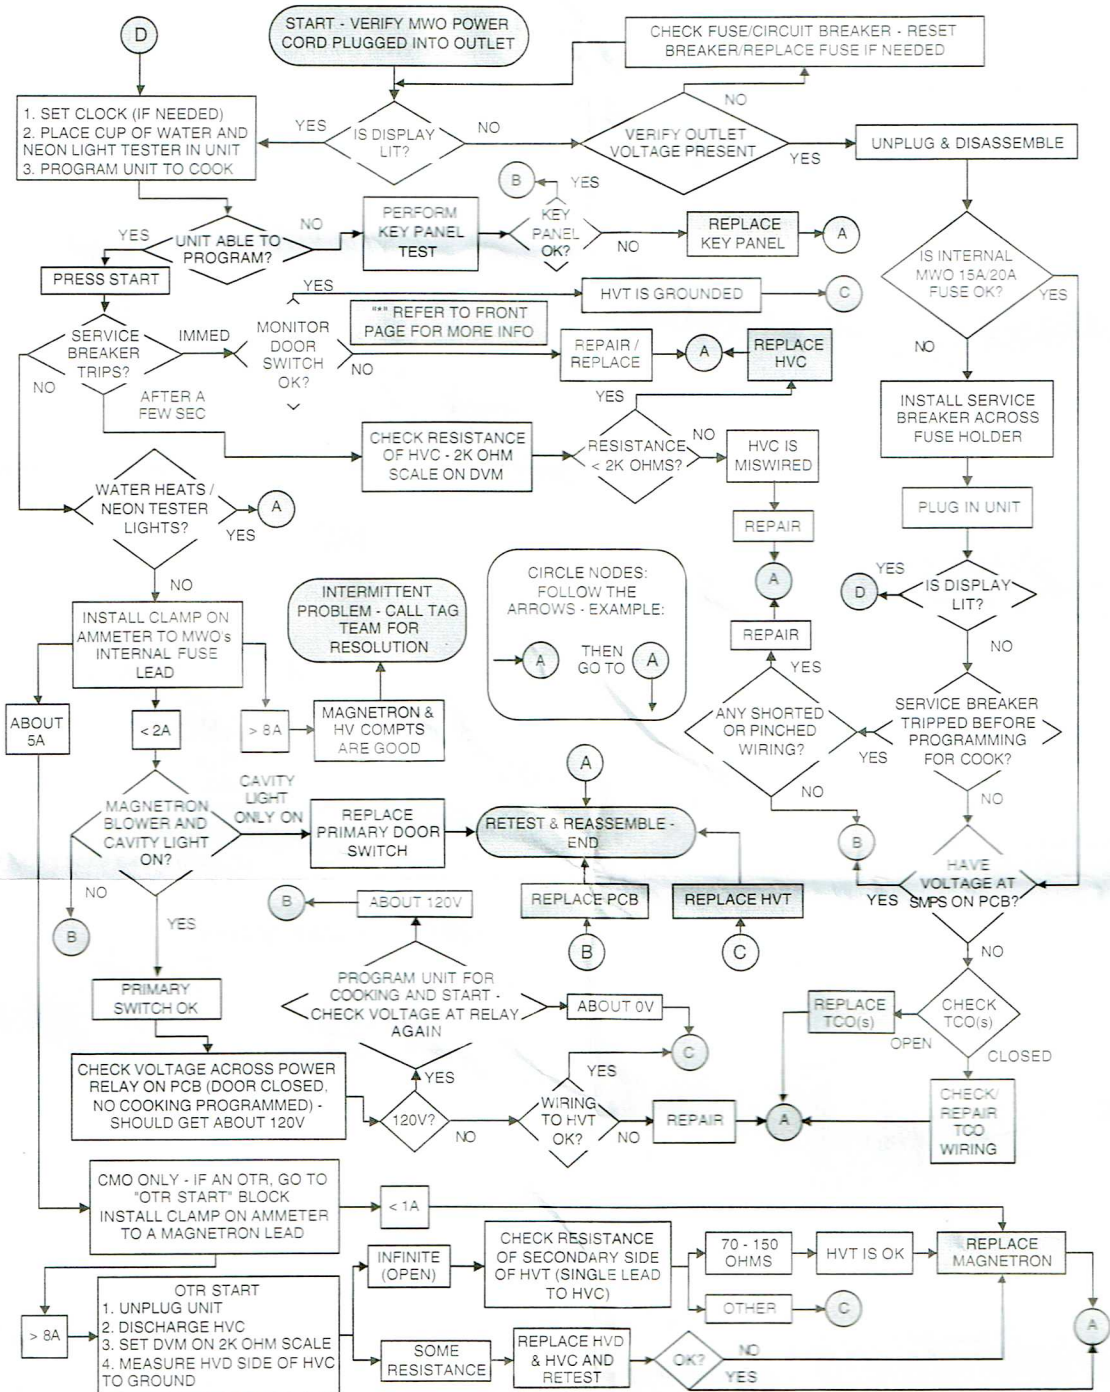 D
START - VERIFY MWO POWER
CORD PLUGGED INTO OUTLET
CHECK FUSE/CIRCUIT BREAKER - RESET
BREAKER/REPLACE FUSE IF NEEDED
1. SET CLOCK (IF NEEDED)
2. PLACE CUP OF WATER AND
NEON LIGHT TESTER IN UNIT
3. PROGRAM UNIT TO COOK
YES
IS DISPLAY
LIT?
NO
VERIFY OUTLET
VOLTAGE PRESENT
NO
YES
UNPLUG & DISASSEMBLE
B
YES
UNIT ABLE TO
PROGRAM?
YES
NO
PERFORM
KEY PANEL
TEST
KEY
PANEL
OK?
NO
REPLACE
KEY PANEL
A
IS INTERNAL
MWO 15A/20A
FUSE OK?
YES
NO
PRESS START
YES
HVT IS GROUNDED
C
"*" REFER TO FRONT
PAGE FOR MORE INFO
SERVICE
BREAKER
TRIPS?
IMMED
NO
AFTER A
FEW SEC
MONITOR
DOOR
SWITCH
OK?
NO
REPAIR /
REPLACE
A
REPLACE
HVC
YES
INSTALL SERVICE
BREAKER ACROSS
FUSE HOLDER
CHECK RESISTANCE
OF HVC - 2K OHM
SCALE ON DVM
RESISTANCE
< 2K OHMS?
NO
HVC IS
MISWIRED
REPAIR
A
REPAIR
YES
WATER HEATS /
NEON TESTER
LIGHTS?
YES
A
NO
PLUG IN UNIT
YES
D
IS DISPLAY
LIT?
NO
CIRCLE NODES:
FOLLOW THE
ARROWS - EXAMPLE:
A
THEN
GO TO
A
INSTALL CLAMP ON
AMMETER TO MWO's
INTERNAL FUSE
LEAD
INTERMITTENT
PROBLEM - CALL TAG
TEAM FOR
RESOLUTION
ABOUT
5A
< 2A
> 8A
MAGNETRON &
HV COMPTS
ARE GOOD
ANY SHORTED
OR PINCHED
WIRING?
YES
NO
SERVICE BREAKER
TRIPPED BEFORE
PROGRAMMING
FOR COOK?
NO
B
MAGNETRON
BLOWER AND
CAVITY LIGHT
ON?
CAVITY
LIGHT
ONLY ON
REPLACE
PRIMARY DOOR
SWITCH
A
RETEST & REASSEMBLE -
END
NO
B
YES
HAVE
VOLTAGE AT
SMPS ON PCB?
YES
NO
B
ABOUT 120V
REPLACE PCB
B
REPLACE HVT
C
PRIMARY
SWITCH OK
PROGRAM UNIT FOR
COOKING AND START -
CHECK VOLTAGE AT RELAY
AGAIN
ABOUT 0V
C
REPLACE
TCO(s)
CHECK
TCO(s)
OPEN
CLOSED
CHECK VOLTAGE ACROSS POWER
RELAY ON PCB (DOOR CLOSED,
NO COOKING PROGRAMMED) -
SHOULD GET ABOUT 120V
120V?
YES
NO
WIRING
TO HVT
OK?
YES
NO
REPAIR
A
CHECK/
REPAIR
TCO
WIRING
CMO ONLY - IF AN OTR, GO TO
"OTR START" BLOCK
INSTALL CLAMP ON AMMETER
TO A MAGNETRON LEAD
< 1A
> 8A
OTR START
1. UNPLUG UNIT
2. DISCHARGE HVC
3. SET DVM ON 2K OHM SCALE
4. MEASURE HVD SIDE OF HVC
TO GROUND
INFINITE
(OPEN)
CHECK RESISTANCE
OF SECONDARY SIDE
OF HVT (SINGLE LEAD
TO HVC)
70 - 150
OHMS
HVT IS OK
REPLACE
MAGNETRON
OTHER
C
SOME
RESISTANCE
REPLACE HVD
& HVC AND
RETEST
OK?
NO
YES
A